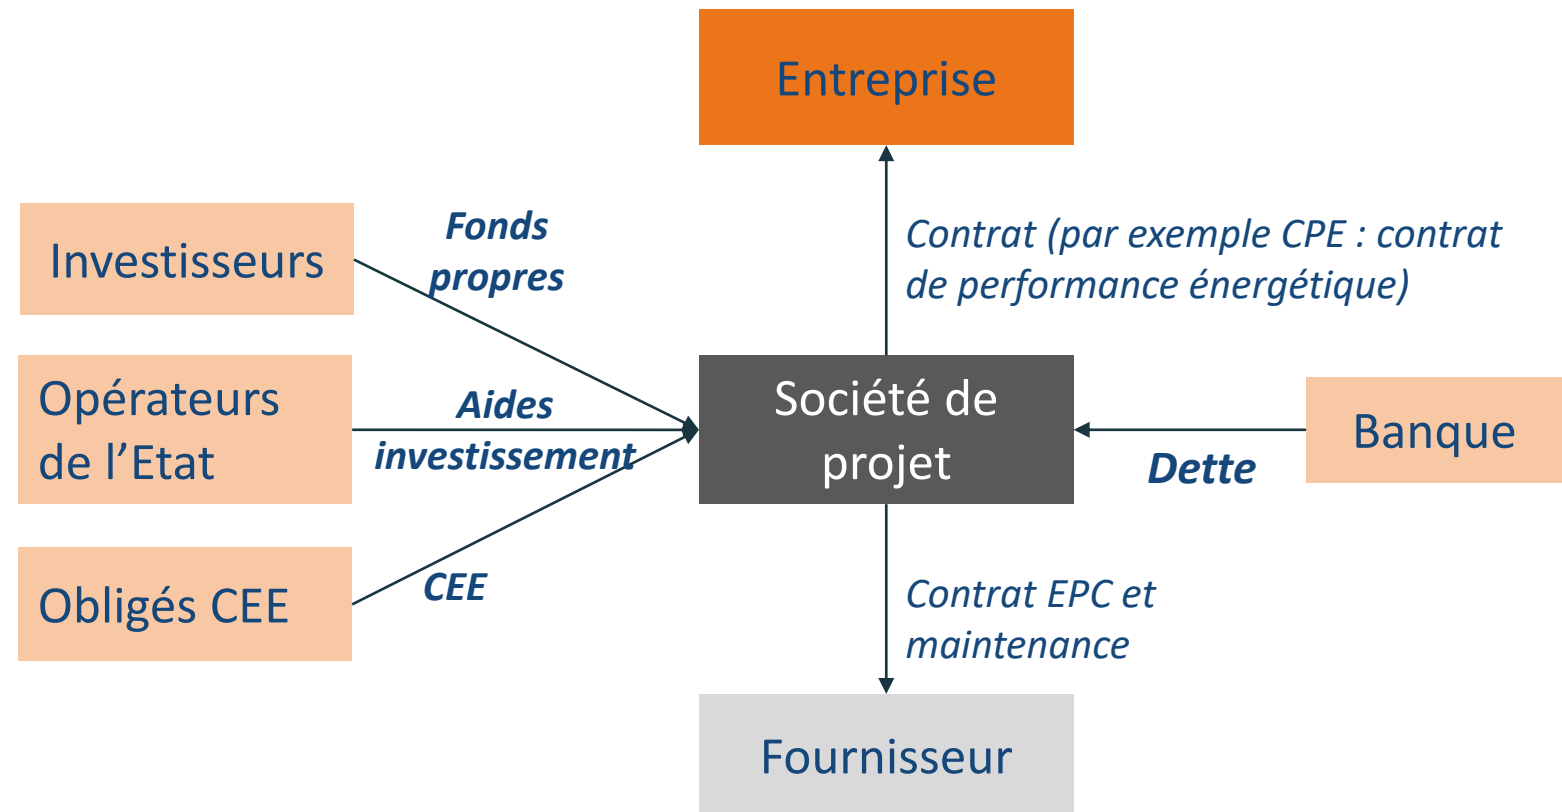 Entreprise
Fonds
propres
Investisseurs
Contrat (par exemple CPE : contrat
de performance énergétique)
Opérateurs
de l’Etat
Aides
investissement
Société de
projet
Banque
Dette
Obligés CEE
CEE
Contrat EPC et
maintenance
Fournisseur